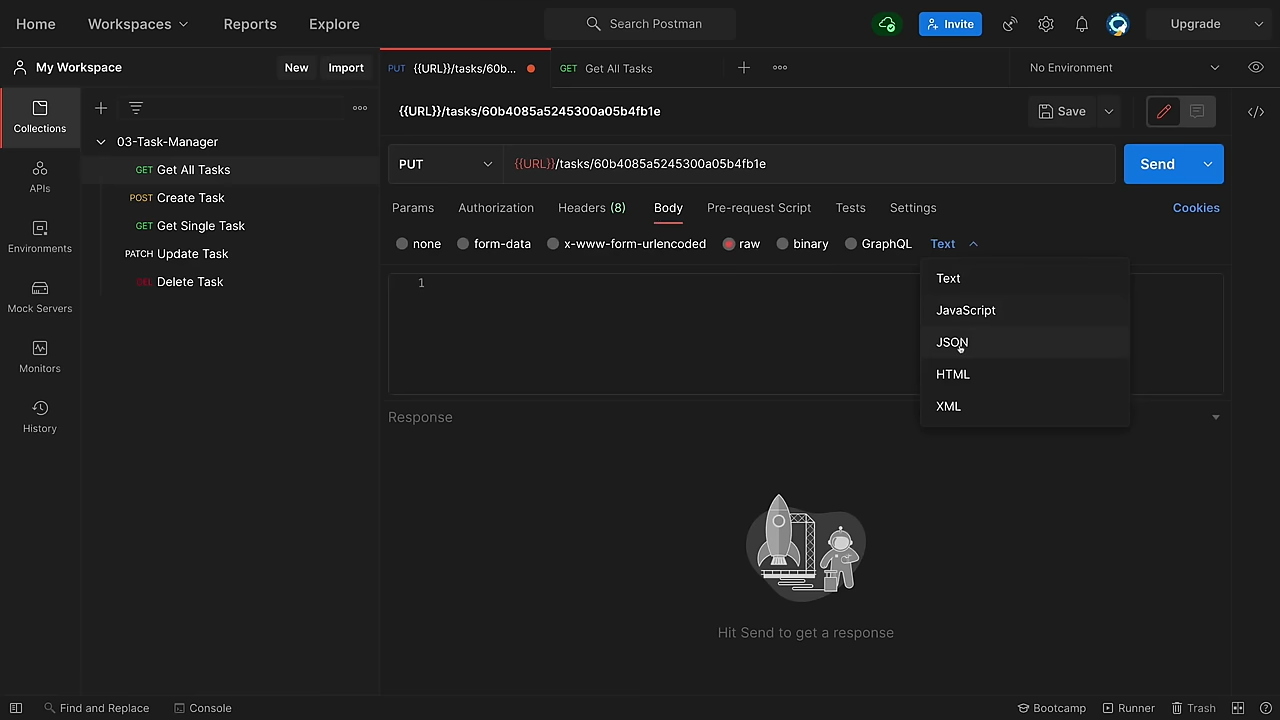 Home Workspaces Reports Explore Search Postman Invite Upgrade
My Workspace New Import PUT {{URL}}/tasks/60b... GET Get All Tasks No Environment
Collections
APIs
Environments
Mock Servers
Monitors
History
03-Task-Manager
GET Get All Tasks
POST Create Task
GET Get Single Task
PATCH Update Task
DEL Delete Task
{{URL}}/tasks/60b4085a5245300a05b4fb1e Save
PUT {{URL}}/tasks/60b4085a5245300a05b4fb1e Send
Params Authorization Headers (8) Body Pre-request Script Tests Settings Cookies
none form-data x-www-form-urlencoded raw binary GraphQL Text
1
Text
JavaScript
JSON
HTML
XML
Response
Hit Send to get a response
Find and Replace Console Bootcamp Runner Trash